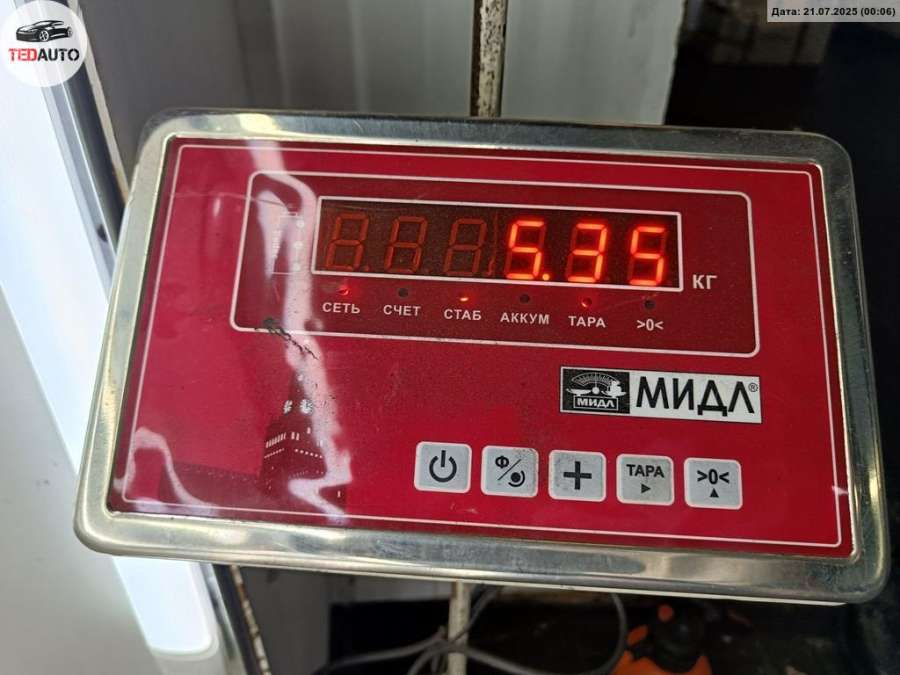 TEDAUTO
Дата: 21.07.2025 (00:06)
5.35
КГ
СЕТЬ СЧЕТ СТАБ АККУМ ТАРА >0<
МИДЛ МИДЛ®
Ф/ + ТАРА >0<